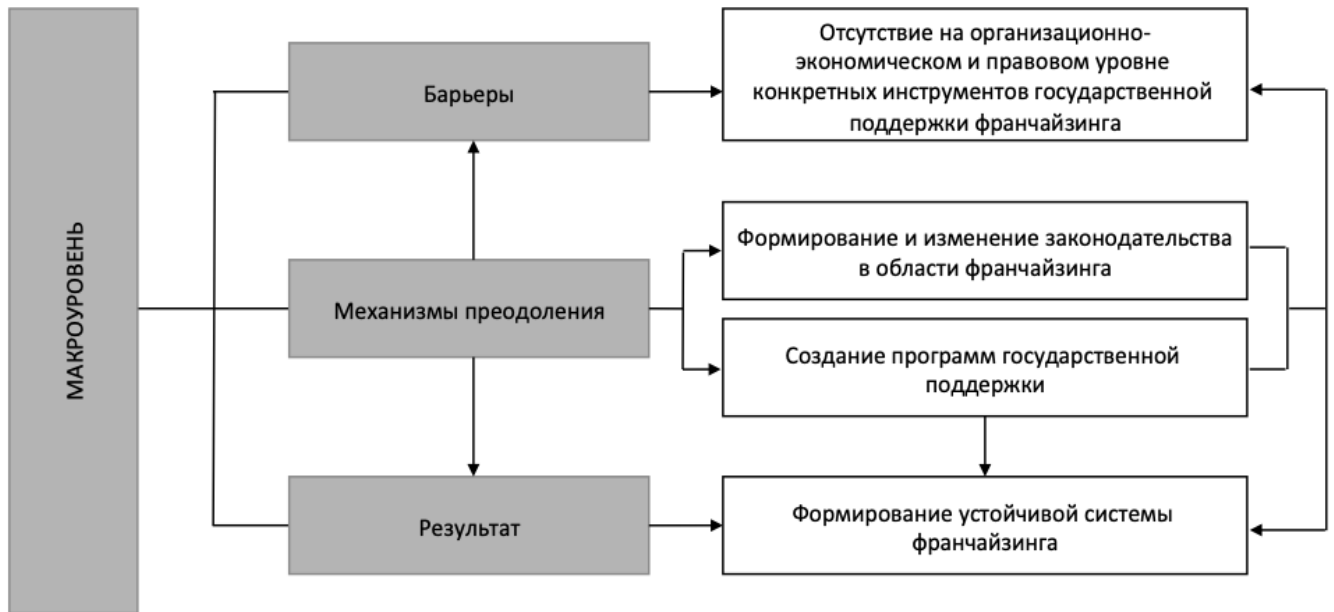 МАКРОУРОВЕНЬ
Барьеры
Отсутствие на организационно-
экономическом и правовом уровне
конкретных инструментов государственной
поддержки франчайзинга
Механизмы преодоления
Формирование и изменение законодательства
в области франчайзинга
Создание программ государственной
поддержки
Результат
Формирование устойчивой системы
франчайзинга